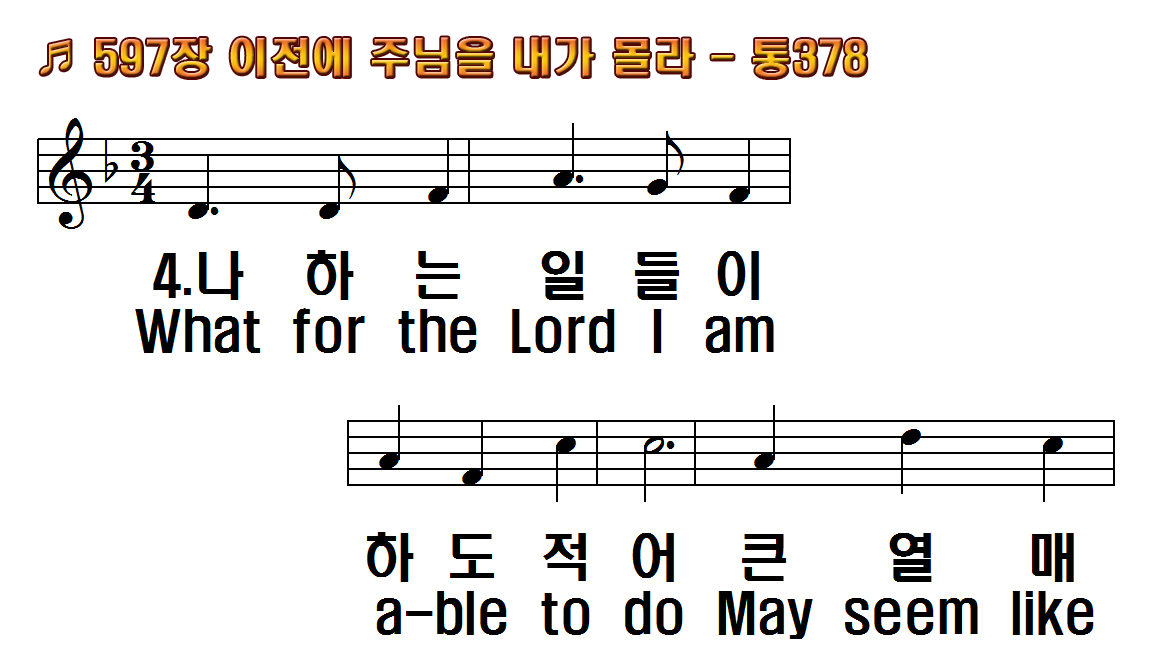 ♬ 597장 이전에 주님을 내가 몰라 - 통378
3
4
4.나 하 는 일 들 이
What for the Lord I am
하 도 적 어 큰 열 매
a-ble to do May seem like